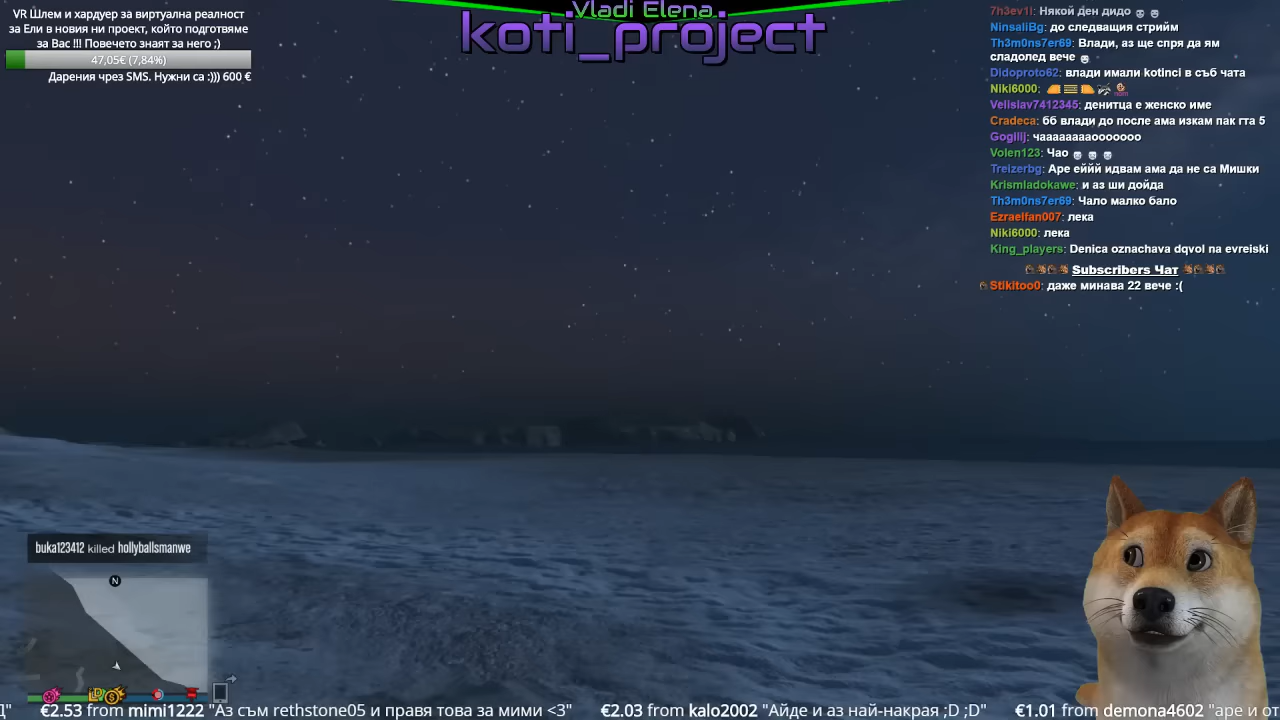 VR Шлем и хардуер за виртуална реалност
за Ели в новия ни проект, който подготвяме
за Вас !!! Повечето знаят за него ;)
47,05€ (7,84%)
Дарения чрез SMS. Нужни са :))) 600 €
Vladi Elena
koti_project
7h3ev1l: Някой ден дидо
NinsaliBg: до следващия стрийм
Th3m0ns7er69: Влади, аз ще спря да ям
сладолед вече
Didoproto62: влади имали kotinci в съб чата
Niki6000:
Velislav7412345: денитца е женско име
Cradeca: бб влади до после ама изкам пак гта 5
Gogillj: чаааааааaooooooo
Volen123: Чао
Treizerbg: Аре еййй идвам ама да не са Мишки
Krismladokawe: и аз ши дойда
Th3m0ns7er69: Чало малко бало
Ezraelfan007: лека
Niki6000: лека
King_players: Denica oznachava dqvol na evreiski
Subscribers Чат
Stikitoo0: даже минава 22 вече :(
buka123412 killed hollyballsmanwe
N
Д" €2.53 from mimi1222 "Аз съм rethstone05 и правя това за мими <3" €2.03 from kalo2002 "Айде и аз най-накрая ;D ;D" €1.01 from demona4602 "аре и от